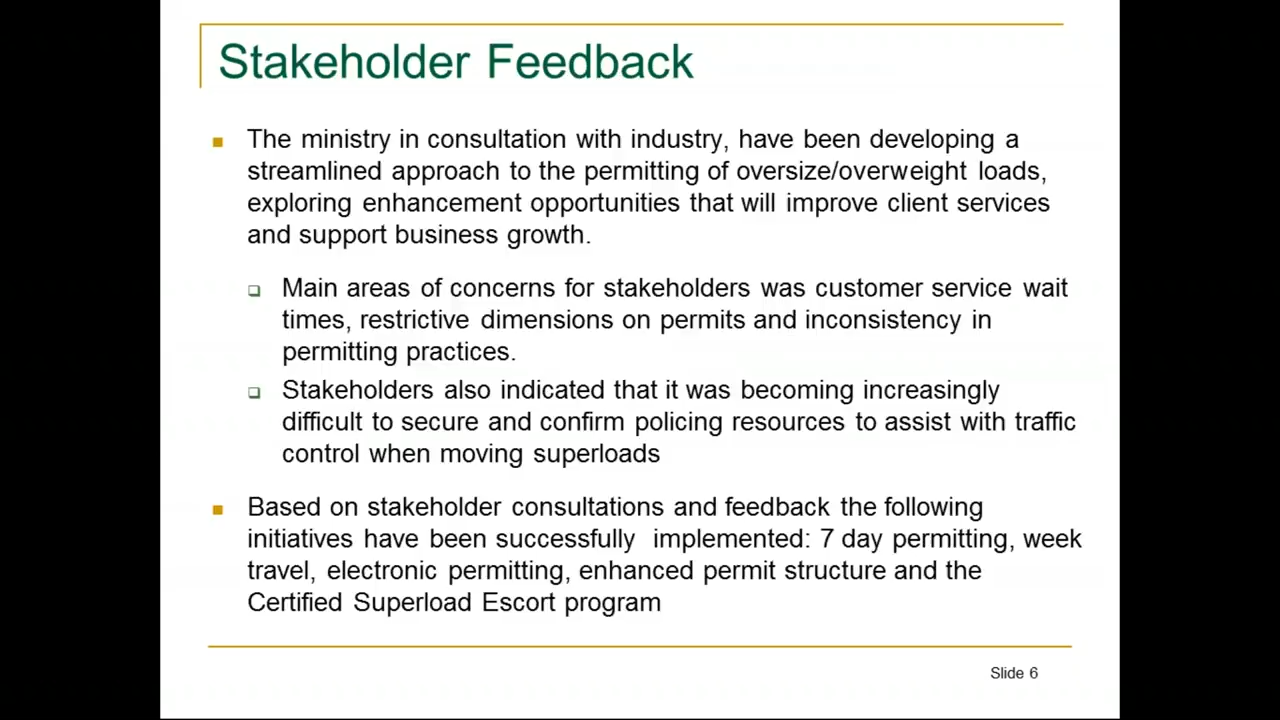 Stakeholder Feedback
The ministry in consultation with industry, have been developing a
streamlined approach to the permitting of oversize/overweight loads,
exploring enhancement opportunities that will improve client services
and support business growth.
Main areas of concerns for stakeholders was customer service wait
times, restrictive dimensions on permits and inconsistency in
permitting practices.
Stakeholders also indicated that it was becoming increasingly
difficult to secure and confirm policing resources to assist with traffic
control when moving superloads
Based on stakeholder consultations and feedback the following
initiatives have been successfully  implemented: 7 day permitting, week
travel, electronic permitting, enhanced permit structure and the
Certified Superload Escort program
Slide 6